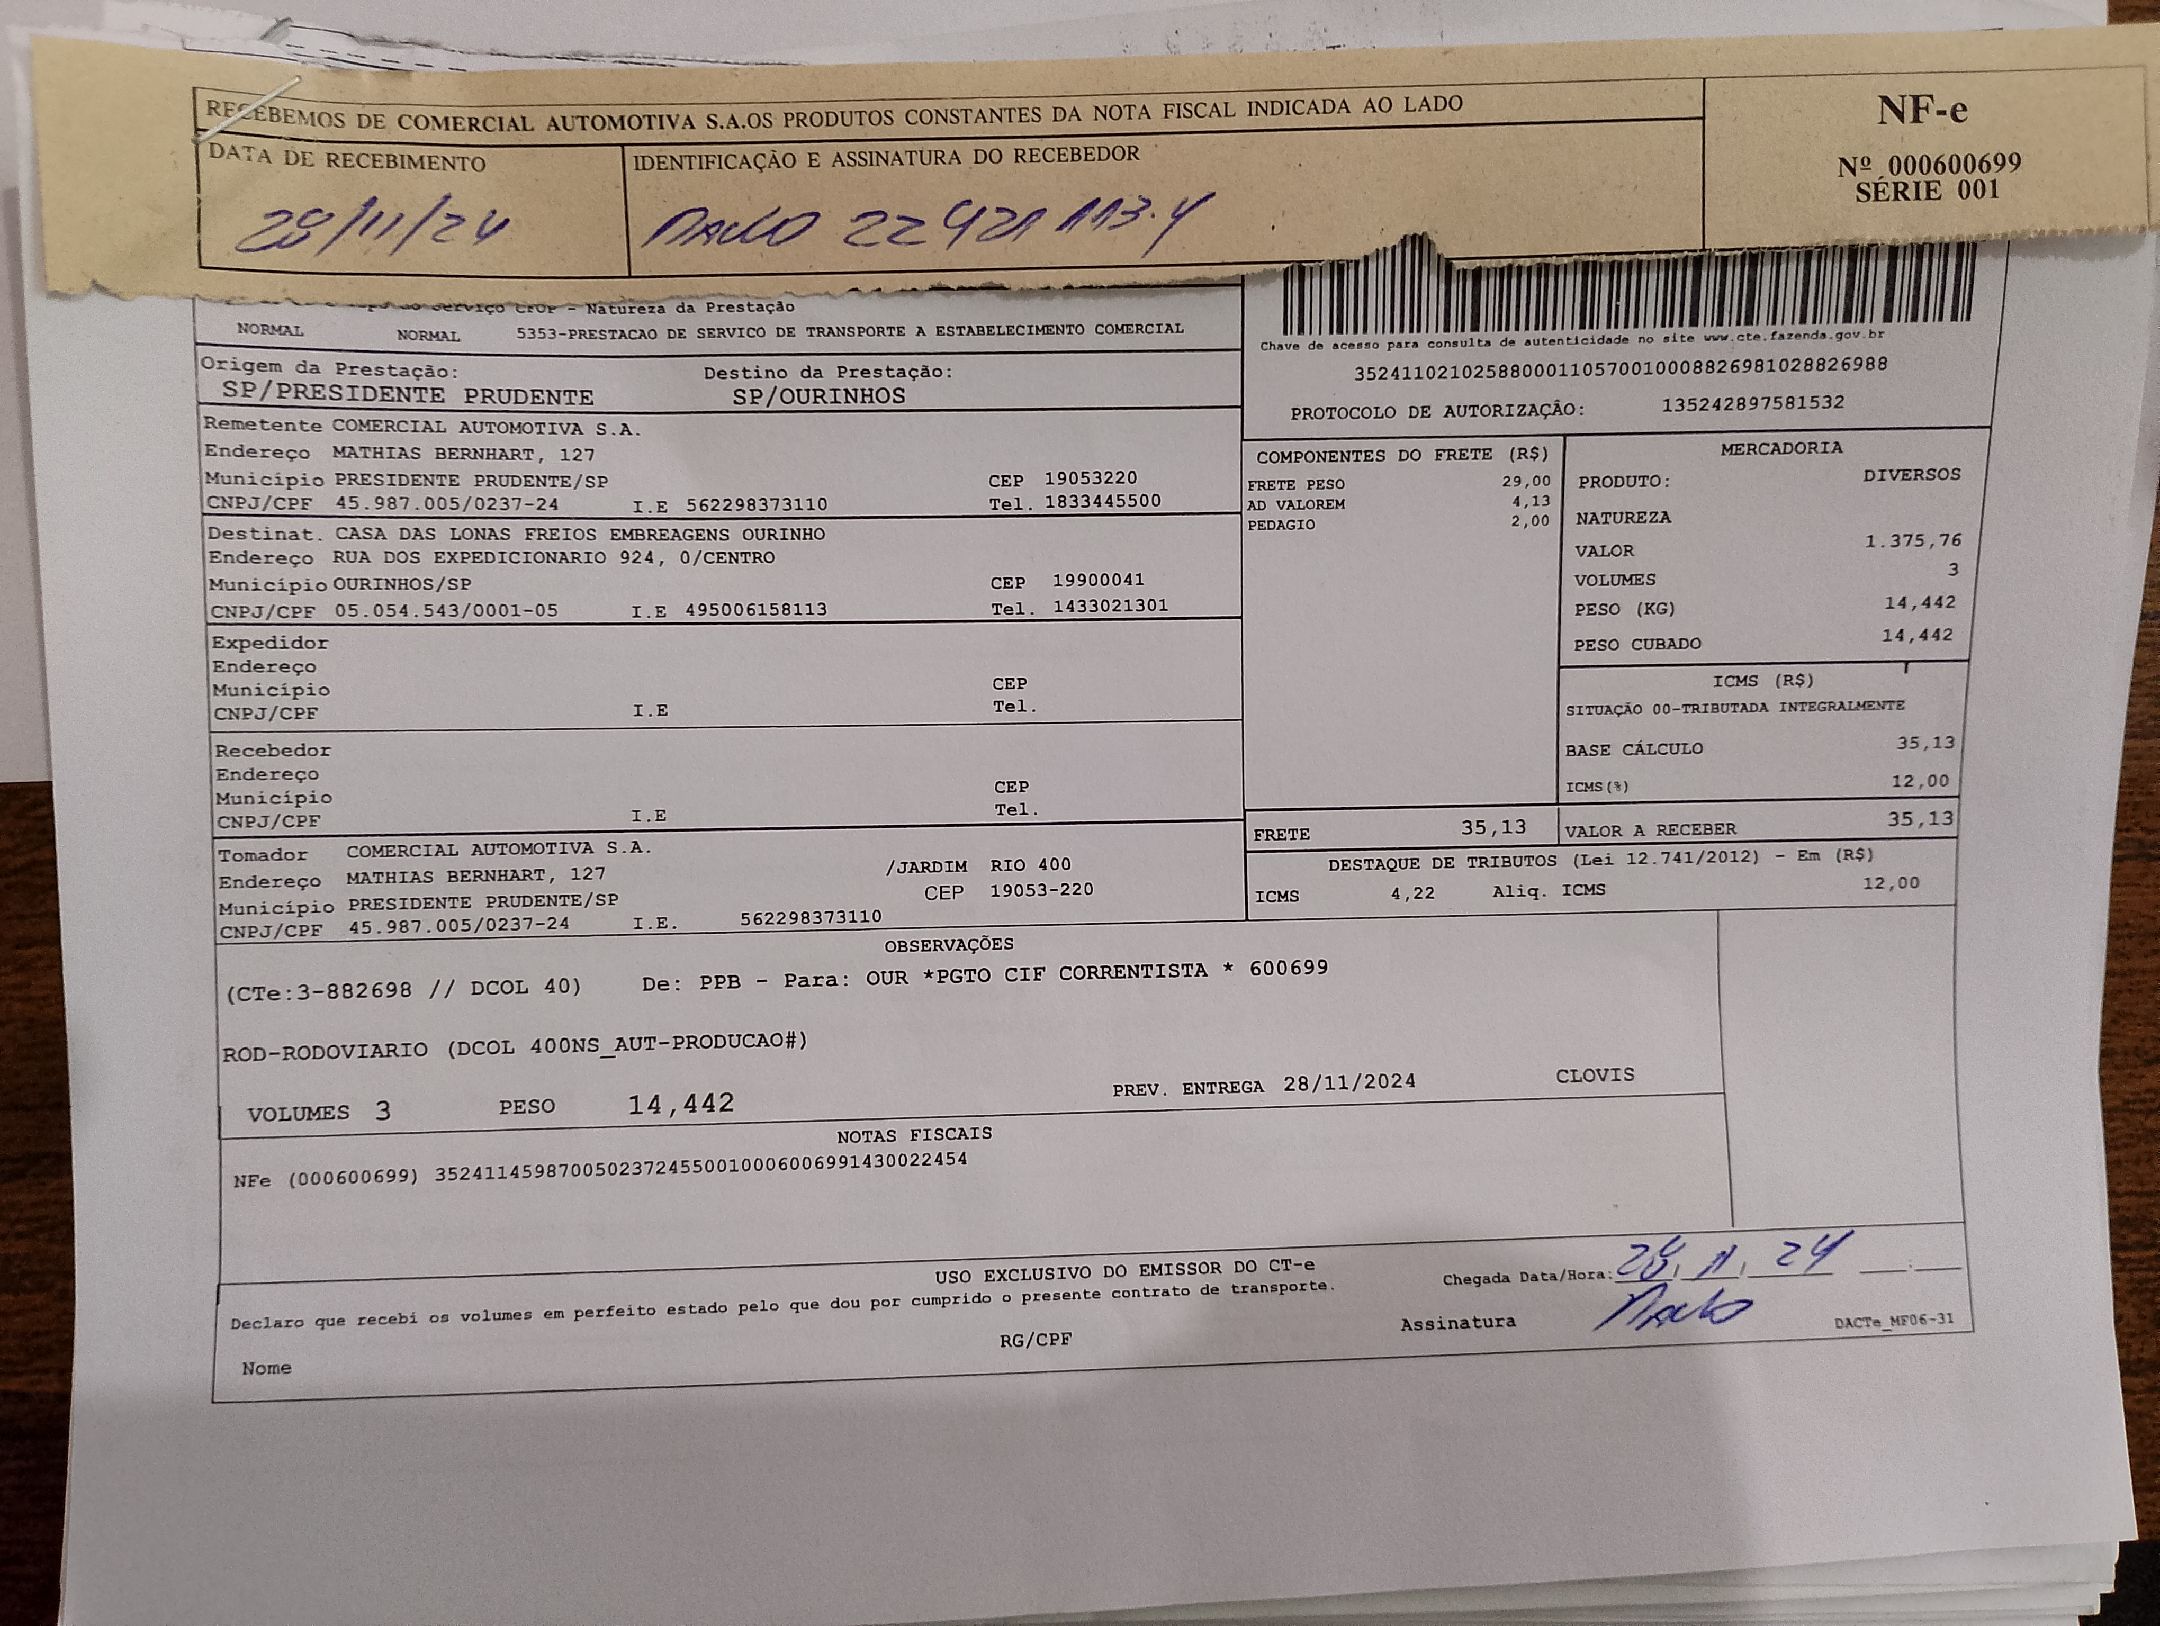 RECEBEMOS DE COMERCIAL AUTOMOTIVA S.A.OS PRODUTOS CONSTANTES DA NOTA FISCAL INDICADA AO LADO
NF-e
Nº 000600699
SÉRIE 001
DATA DE RECEBIMENTO
IDENTIFICAÇÃO E ASSINATURA DO RECEBEDOR
28/11/24
22421113.4
serviço CFOP - Natureza da Prestação
NORMAL NORMAL 5353-PRESTACAO DE SERVICO DE TRANSPORTE A ESTABELECIMENTO COMERCIAL
Chave de acesso para consulta de autenticidade no site www.cte.fazenda.gov.br
35241102102588000110570010008826981028826988
PROTOCOLO DE AUTORIZAÇÃO: 135242897581532
Origem da Prestação: Destino da Prestação:
SP/PRESIDENTE PRUDENTE SP/OURINHOS
Remetente COMERCIAL AUTOMOTIVA S.A.
Endereço MATHIAS BERNHART, 127
Município PRESIDENTE PRUDENTE/SP CEP 19053220
CNPJ/CPF 45.987.005/0237-24 I.E 562298373110 Tel. 1833445500
Destinat. CASA DAS LONAS FREIOS EMBREAGENS OURINHO
Endereço RUA DOS EXPEDICIONARIO 924, 0/CENTRO
Município OURINHOS/SP CEP 19900041
CNPJ/CPF 05.054.543/0001-05 I.E 495006158113 Tel. 1433021301
Expedidor
Endereço
Município CEP
CNPJ/CPF I.E Tel.
Recebedor
Endereço
Município CEP
CNPJ/CPF I.E Tel.
Tomador COMERCIAL AUTOMOTIVA S.A.
Endereço MATHIAS BERNHART, 127 /JARDIM RIO 400
Município PRESIDENTE PRUDENTE/SP CEP 19053-220
CNPJ/CPF 45.987.005/0237-24 I.E. 562298373110
COMPONENTES DO FRETE (R$)
FRETE PESO 29,00
AD VALOREM 4,13
PEDAGIO 2,00
MERCADORIA
PRODUTO: DIVERSOS
NATUREZA
VALOR 1.375,76
VOLUMES 3
PESO (KG) 14,442
PESO CUBADO 14,442
ICMS (R$)
SITUAÇÃO 00-TRIBUTADA INTEGRALMENTE
BASE CÁLCULO 35,13
ICMS(%) 12,00
FRETE 35,13 VALOR A RECEBER 35,13
DESTAQUE DE TRIBUTOS (Lei 12.741/2012) - Em (R$)
ICMS 4,22 Aliq. ICMS 12,00
OBSERVAÇÕES
(CTe:3-882698 // DCOL 40) De: PPB - Para: OUR *PGTO CIF CORRENTISTA * 600699
ROD-RODOVIARIO (DCOL 400NS_AUT-PRODUCAO#)
VOLUMES 3 PESO 14,442 PREV. ENTREGA 28/11/2024 CLOVIS
NOTAS FISCAIS
NFe (000600699) 35241145987005023724550010006006991430022454
USO EXCLUSIVO DO EMISSOR DO CT-e
Declaro que recebi os volumes em perfeito estado pelo que dou por cumprido o presente contrato de transporte.
Chegada Data/Hora: 28 11 24 :
Nome RG/CPF Assinatura
DACTe_MF06-31